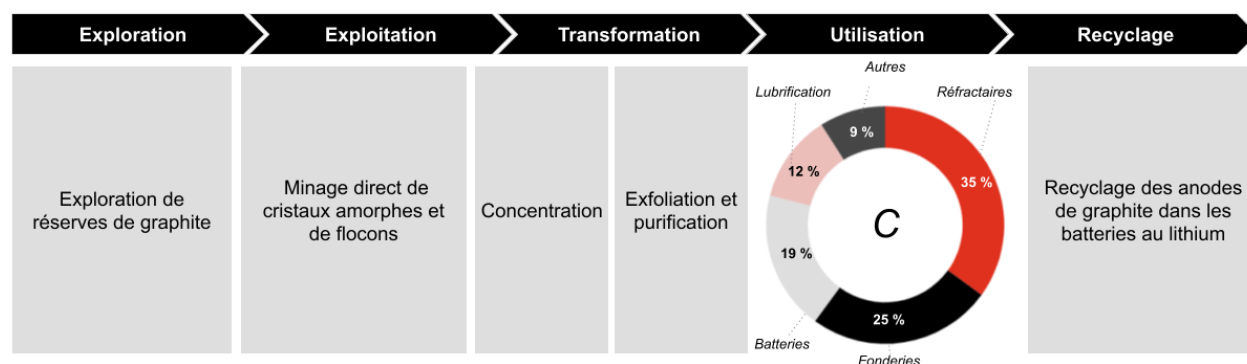 Exploration
Exploitation
Transformation
Utilisation
Recyclage
Exploration de
réserves de graphite
Minage direct de
cristaux amorphes et
de flocons
Concentration
Exfoliation et
purification
Autres
Lubrification
Réfractaires
9 %
12 %
35 %
C
19 %
25 %
Batteries
Fonderies
Recyclage des anodes
de graphite dans les
batteries au lithium